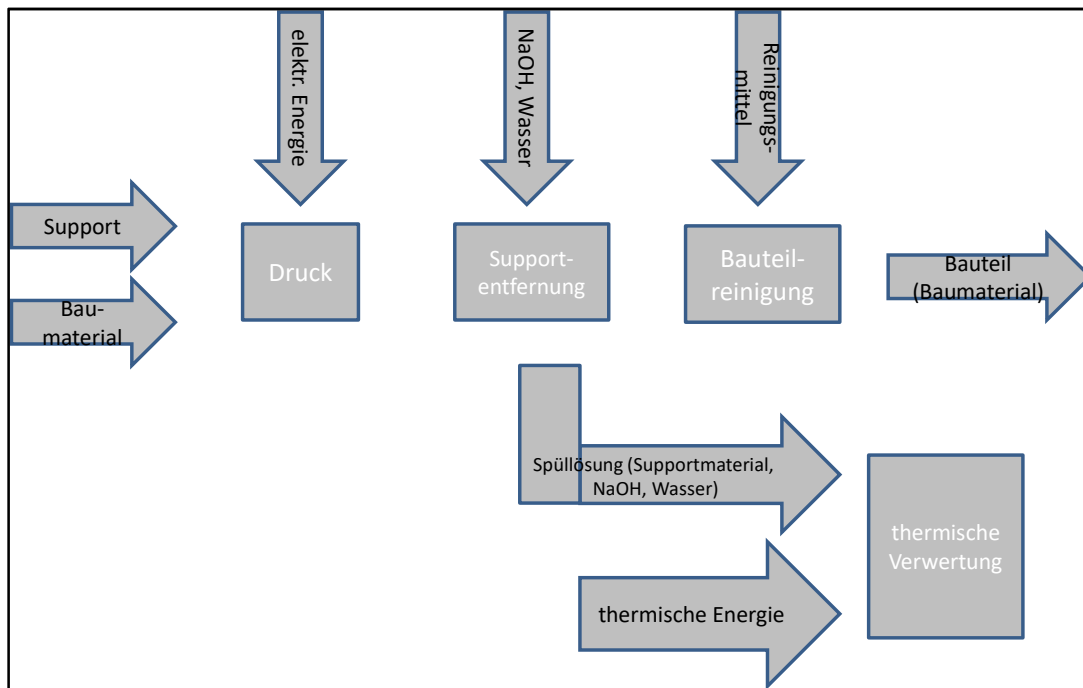 elektr. Energie
NaOH, Wasser
Reinigungs-
mittel
Support
Bau-
material
Druck
Support-
entfernung
Bauteil-
reinigung
Bauteil
(Baumaterial)
Spüllösung (Supportmaterial,
NaOH, Wasser)
thermische
Verwertung
thermische Energie